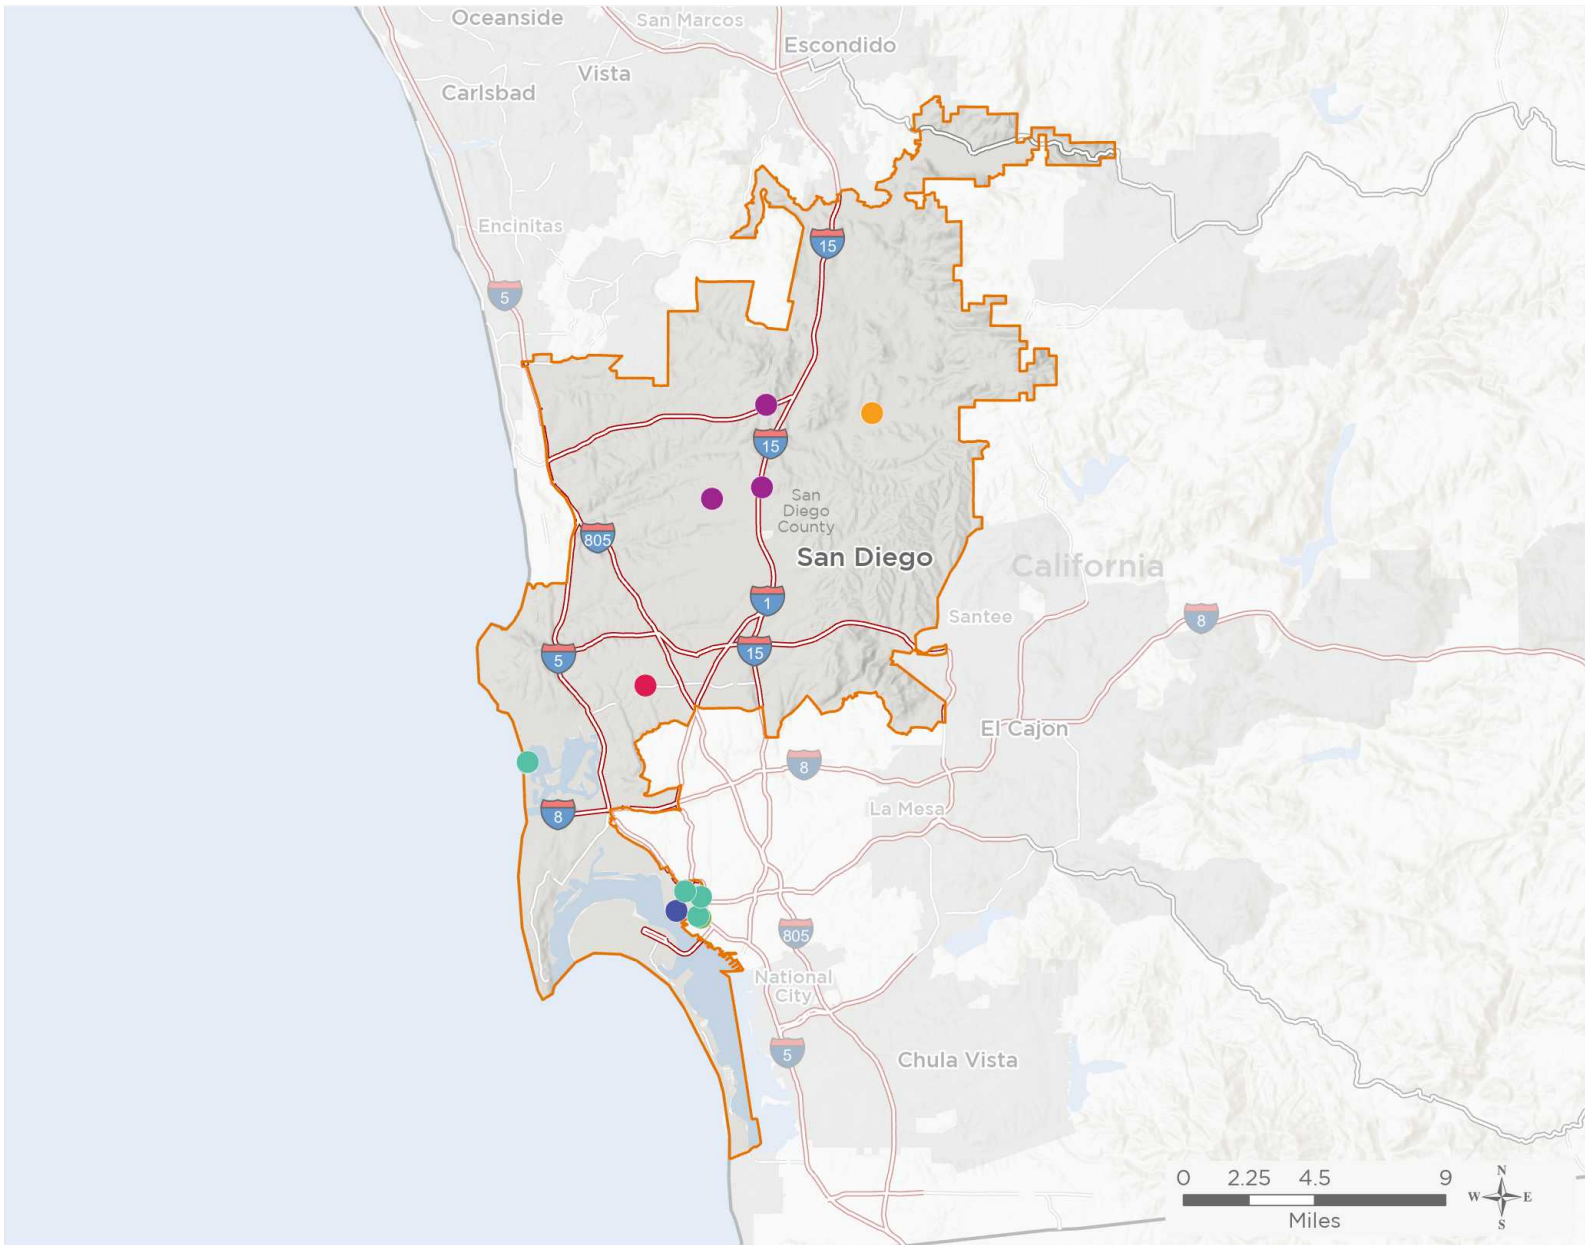 Oceanside
San Marcos
Escondido
Vista
Carlsbad
Encinitas
15
5
15
San
Diego
County
805
San Diego
California
1
Santee
8
15
5
El Cajon
8
8
La Mesa
805
National
City
5
Chula Vista
0 2.25 4.5 9
Miles
N
W E
S